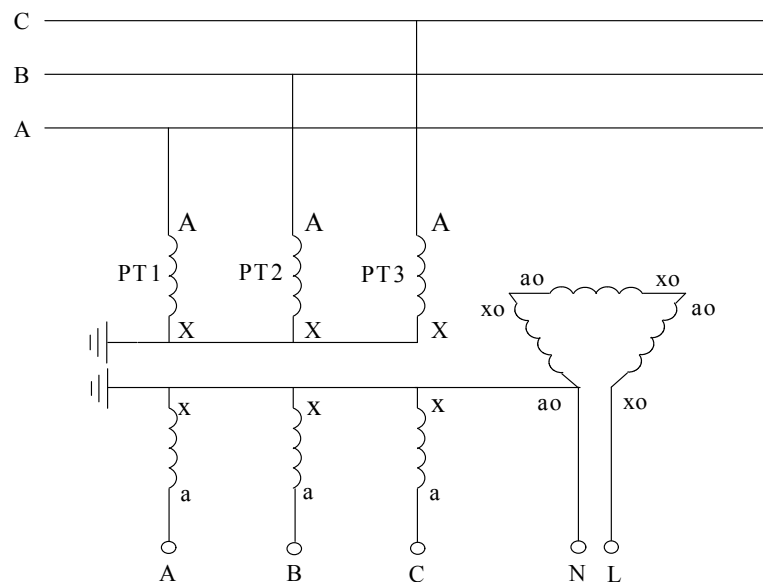 C
B
A
A A A
PT1 PT2 PT3
ao xo
xo ao
X X X
x x x
ao xo
a a a
A B C N L